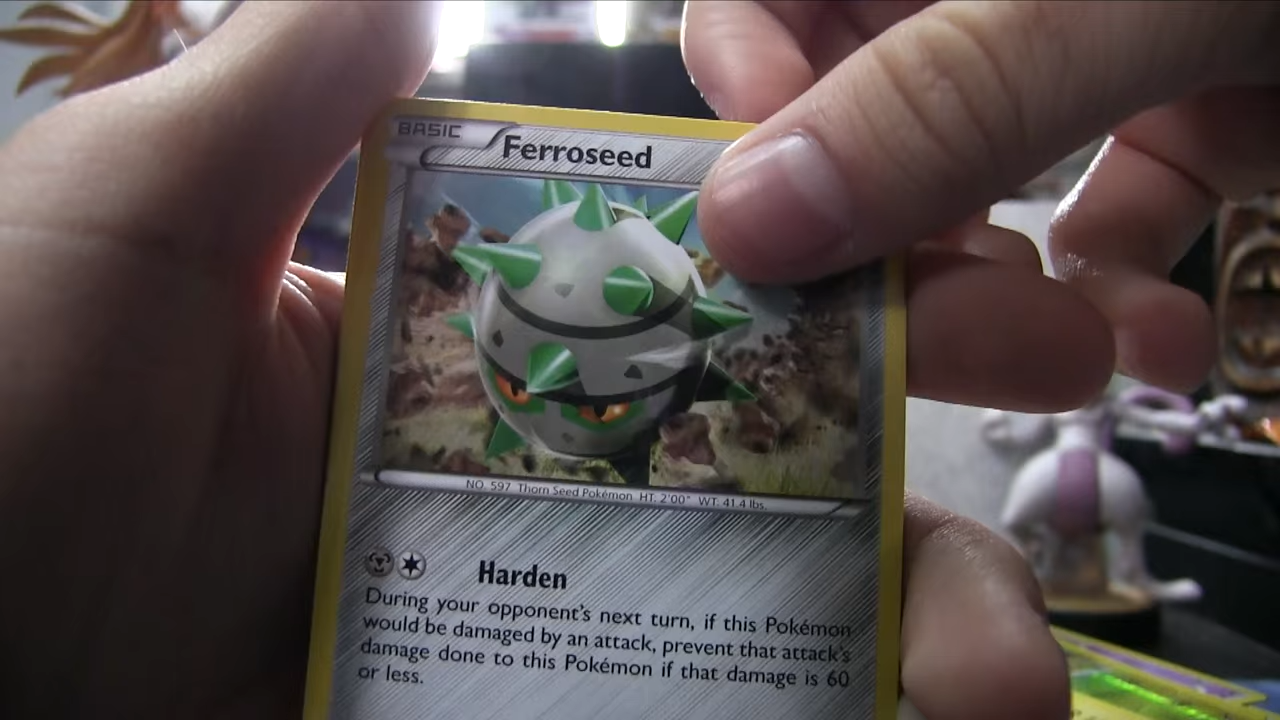 BASIC
Ferroseed
NO. 597 Thorn Seed Pokémon HT: 2'00" WT: 41.4 lbs.
Harden
During your opponent's next turn, if this Pokémon
would be damaged by an attack, prevent that attack's
damage done to this Pokémon if that damage is 60
or less.